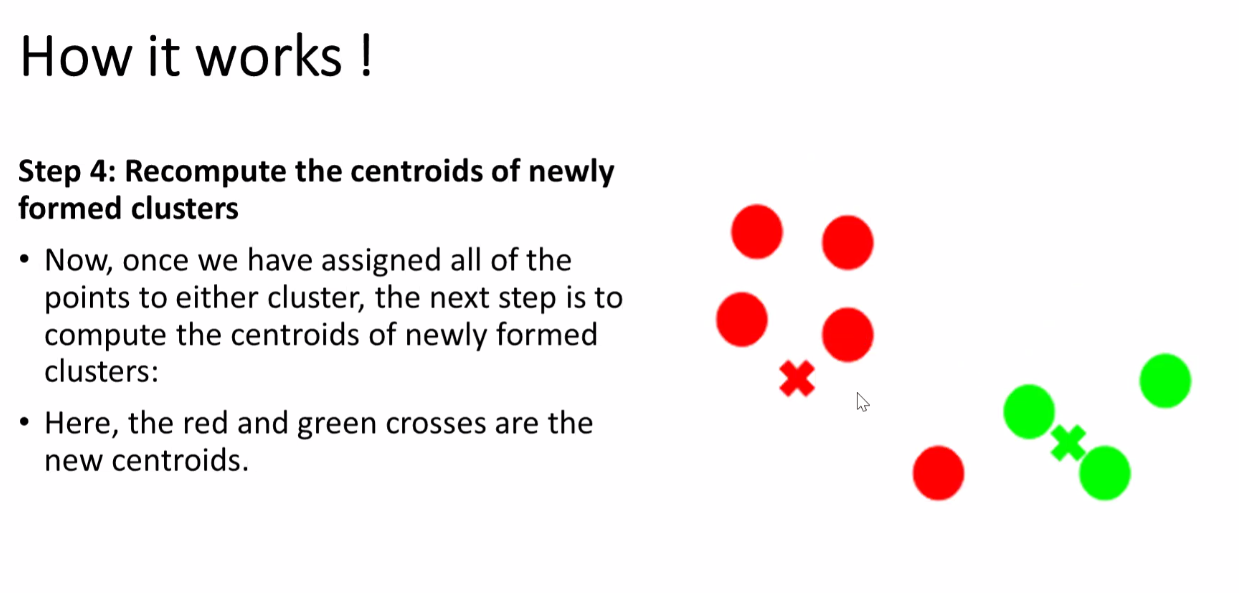 How it works !
Step 4: Recompute the centroids of newly
formed clusters
• Now, once we have assigned all of the
points to either cluster, the next step is to
compute the centroids of newly formed
clusters:
• Here, the red and green crosses are the
new centroids.